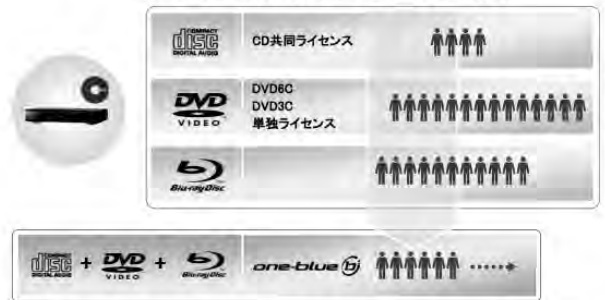 COMPACT
disc
DIGITAL AUDIO
CD共同ライセンス
DVD
VIDEO
DVD6C
DVD3C
単独ライセンス
Blu-ray Disc
COMPACT
disc
DIGITAL AUDIO
+
DVD
VIDEO
+
Blu-ray Disc
one-blue